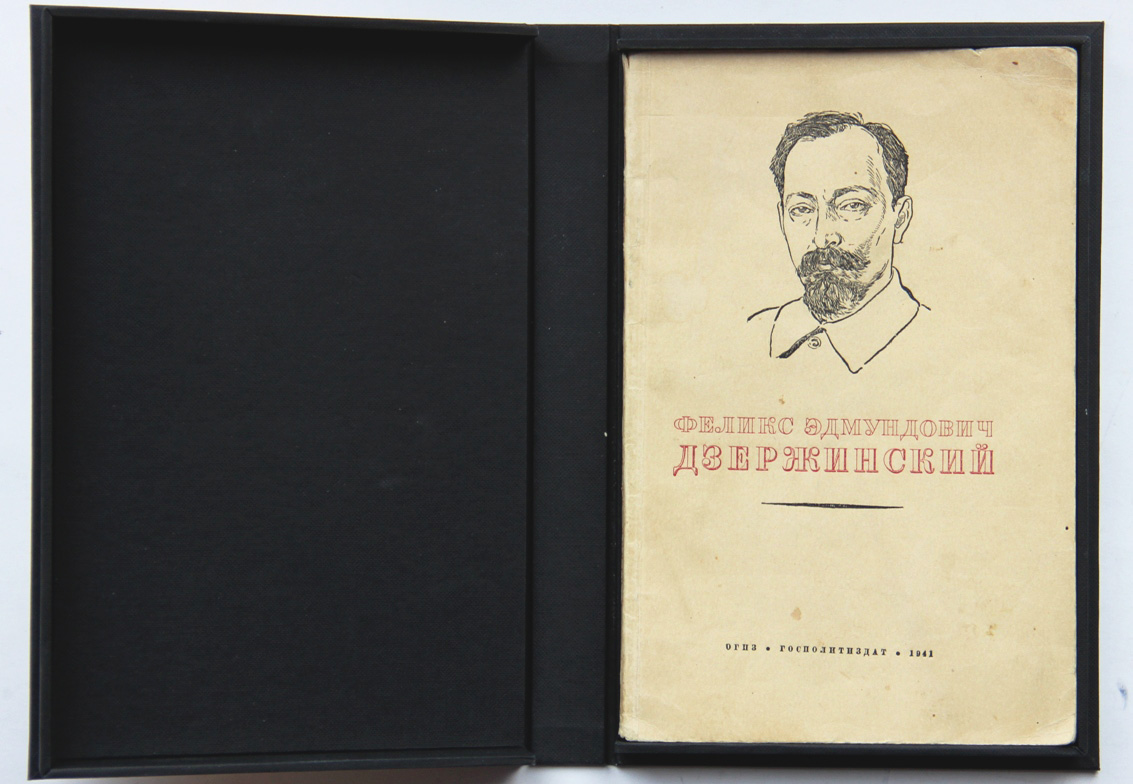 ФЕЛИКС ЭДМУНДОВИЧ
ДЗЕРЖИНСКИЙ
ОГИЗ • ГОСПОЛИТИЗДАТ • 1941